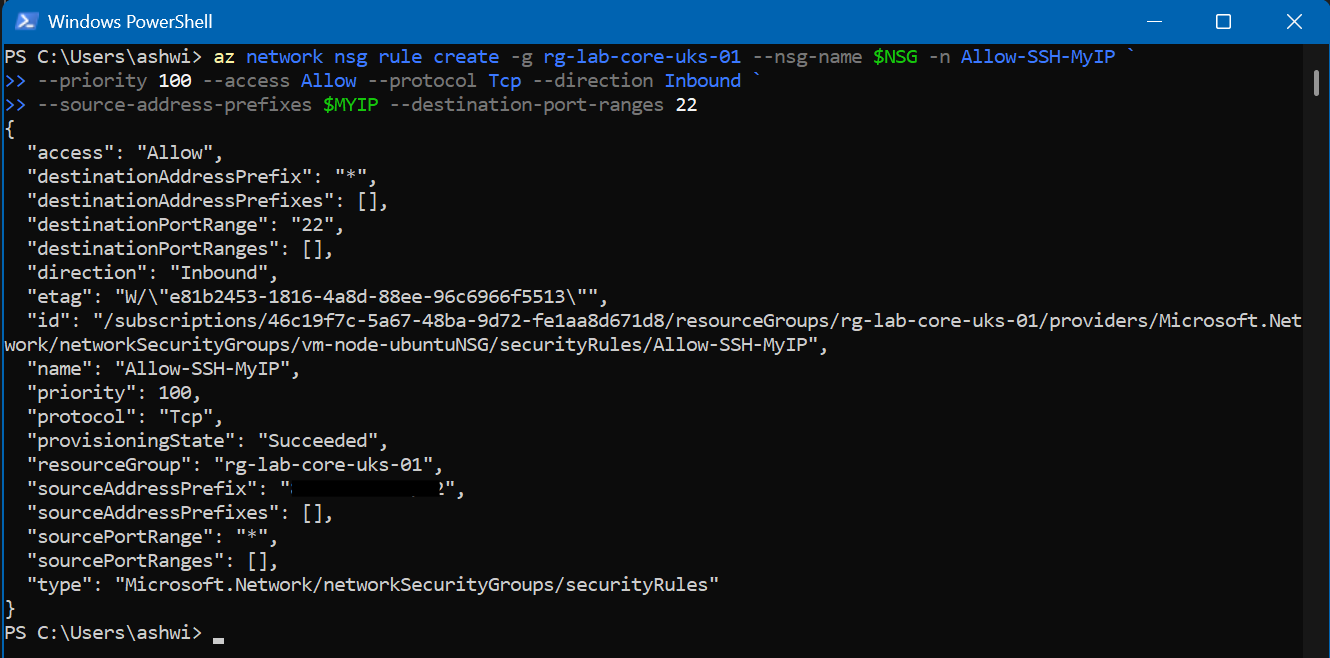 Windows PowerShell
PS C:\Users\ashwi> az network nsg rule create -g rg-lab-core-uks-01 --nsg-name $NSG -n Allow-SSH-MyIP `
>> --priority 100 --access Allow --protocol Tcp --direction Inbound `
>> --source-address-prefixes $MYIP --destination-port-ranges 22
{
  "access": "Allow",
  "destinationAddressPrefix": "*",
  "destinationAddressPrefixes": [],
  "destinationPortRange": "22",
  "destinationPortRanges": [],
  "direction": "Inbound",
  "etag": "W/\"e81b2453-1816-4a8d-88ee-96c6966f5513\"",
  "id": "/subscriptions/46c19f7c-5a67-48ba-9d72-fe1aa8d671d8/resourceGroups/rg-lab-core-uks-01/providers/Microsoft.Net
work/networkSecurityGroups/vm-node-ubuntuNSG/securityRules/Allow-SSH-MyIP",
  "name": "Allow-SSH-MyIP",
  "priority": 100,
  "protocol": "Tcp",
  "provisioningState": "Succeeded",
  "resourceGroup": "rg-lab-core-uks-01",
  "sourceAddressPrefix": "",
  "sourceAddressPrefixes": [],
  "sourcePortRange": "*",
  "sourcePortRanges": [],
  "type": "Microsoft.Network/networkSecurityGroups/securityRules"
}
PS C:\Users\ashwi>